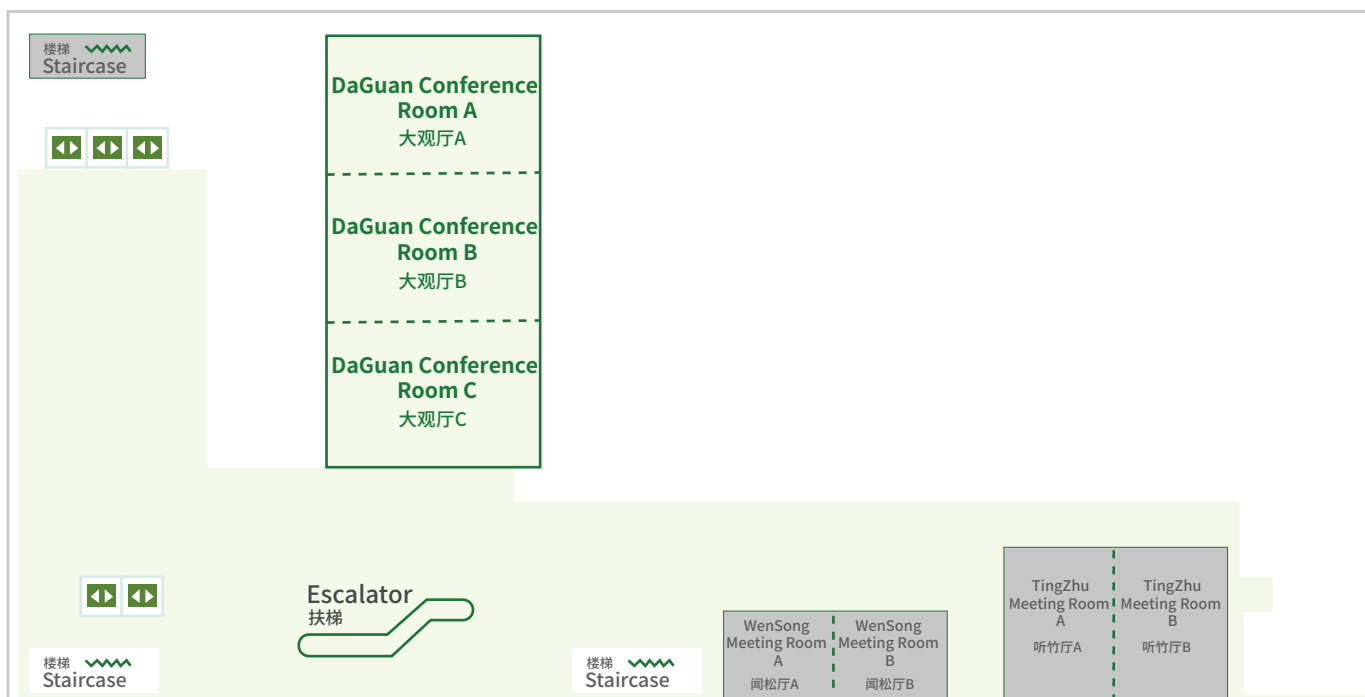 楼梯
Staircase
DaGuan Conference
Room A
大观厅A
DaGuan Conference
Room B
大观厅B
DaGuan Conference
Room C
大观厅C
Escalator
扶梯
楼梯
Staircase
楼梯
Staircase
WenSong
Meeting Room
A
闻松厅A
WenSong
Meeting Room
B
闻松厅B
TingZhu
Meeting Room
A
听竹厅A
TingZhu
Meeting Room
B
听竹厅B